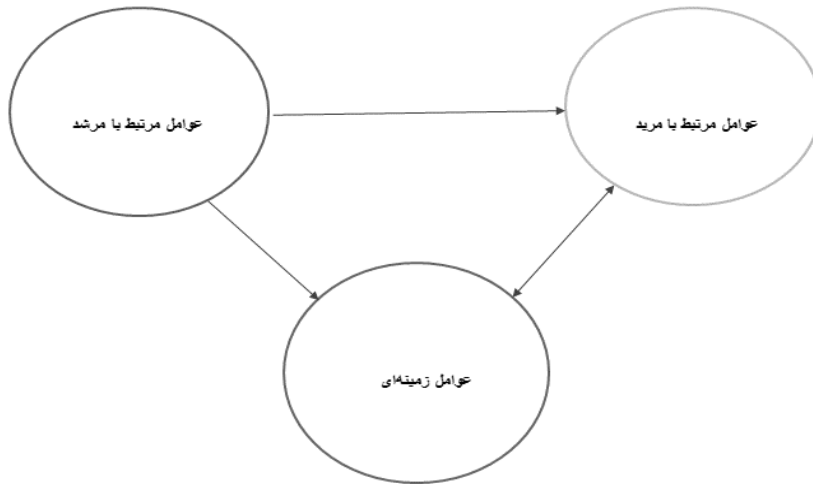 عوامل مرتبط با مرشد
عوامل مرتبط با مرید
عوامل زمینه‌ای